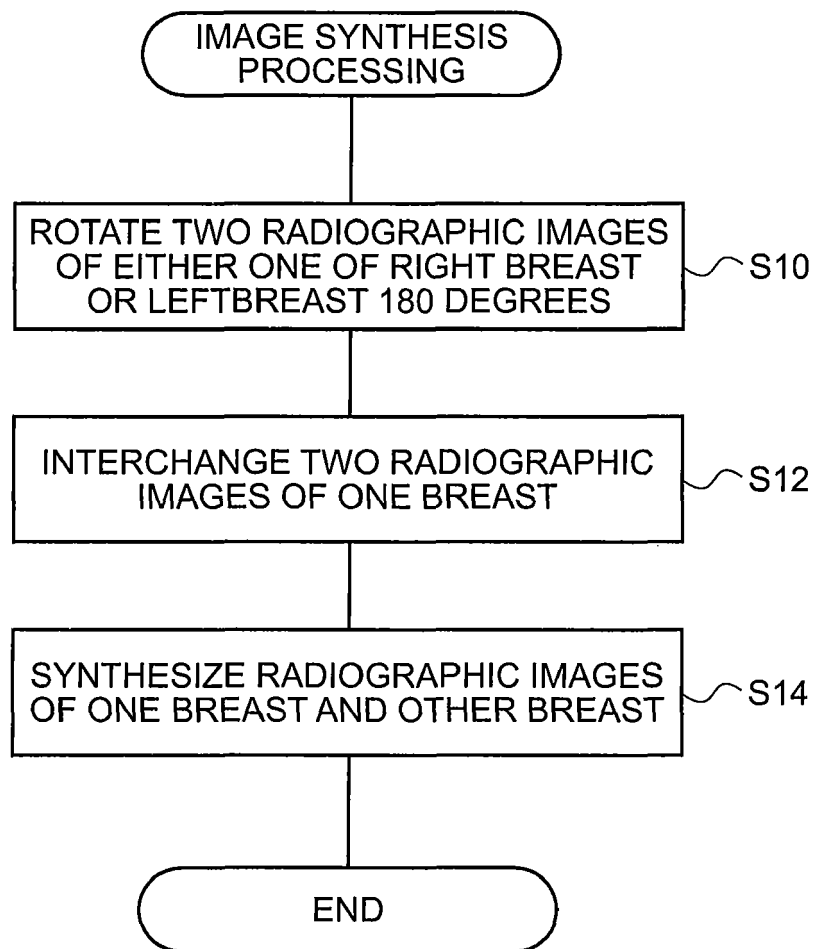 IMAGE SYNTHESIS
PROCESSING
ROTATE TWO RADIOGRAPHIC IMAGES
OF EITHER ONE OF RIGHT BREAST
OR LEFTBREAST 180 DEGREES
S10
INTERCHANGE TWO RADIOGRAPHIC
IMAGES OF ONE BREAST
S12
SYNTHESIZE RADIOGRAPHIC IMAGES
OF ONE BREAST AND OTHER BREAST
S14
END